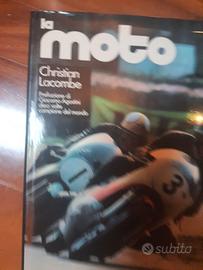 la
moto
Christian
Lacombe
Prefazione di
Giacomo Agostini
dieci volte
campione del mondo
3
subito